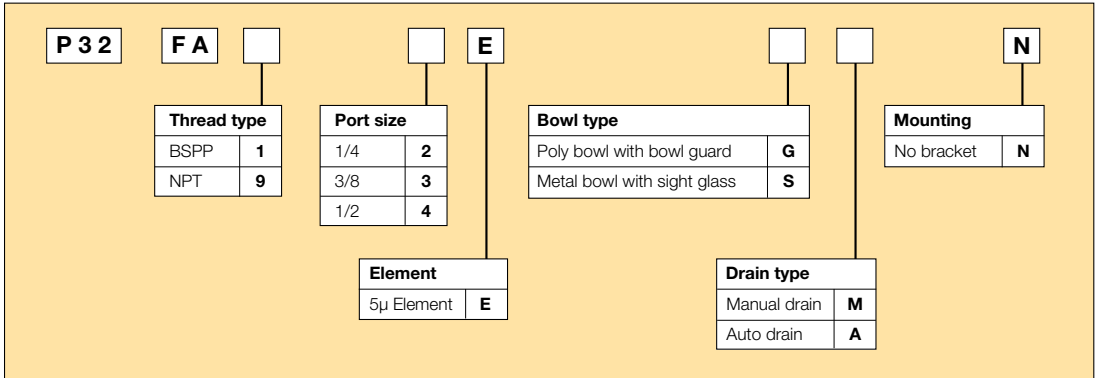 P 3 2 F A E N
Thread type
BSPP 1
NPT 9
Port size
1/4 2
3/8 3
1/2 4
Bowl type
Poly bowl with bowl guard G
Metal bowl with sight glass S
Mounting
No bracket N
Element
5µ Element E
Drain type
Manual drain M
Auto drain A